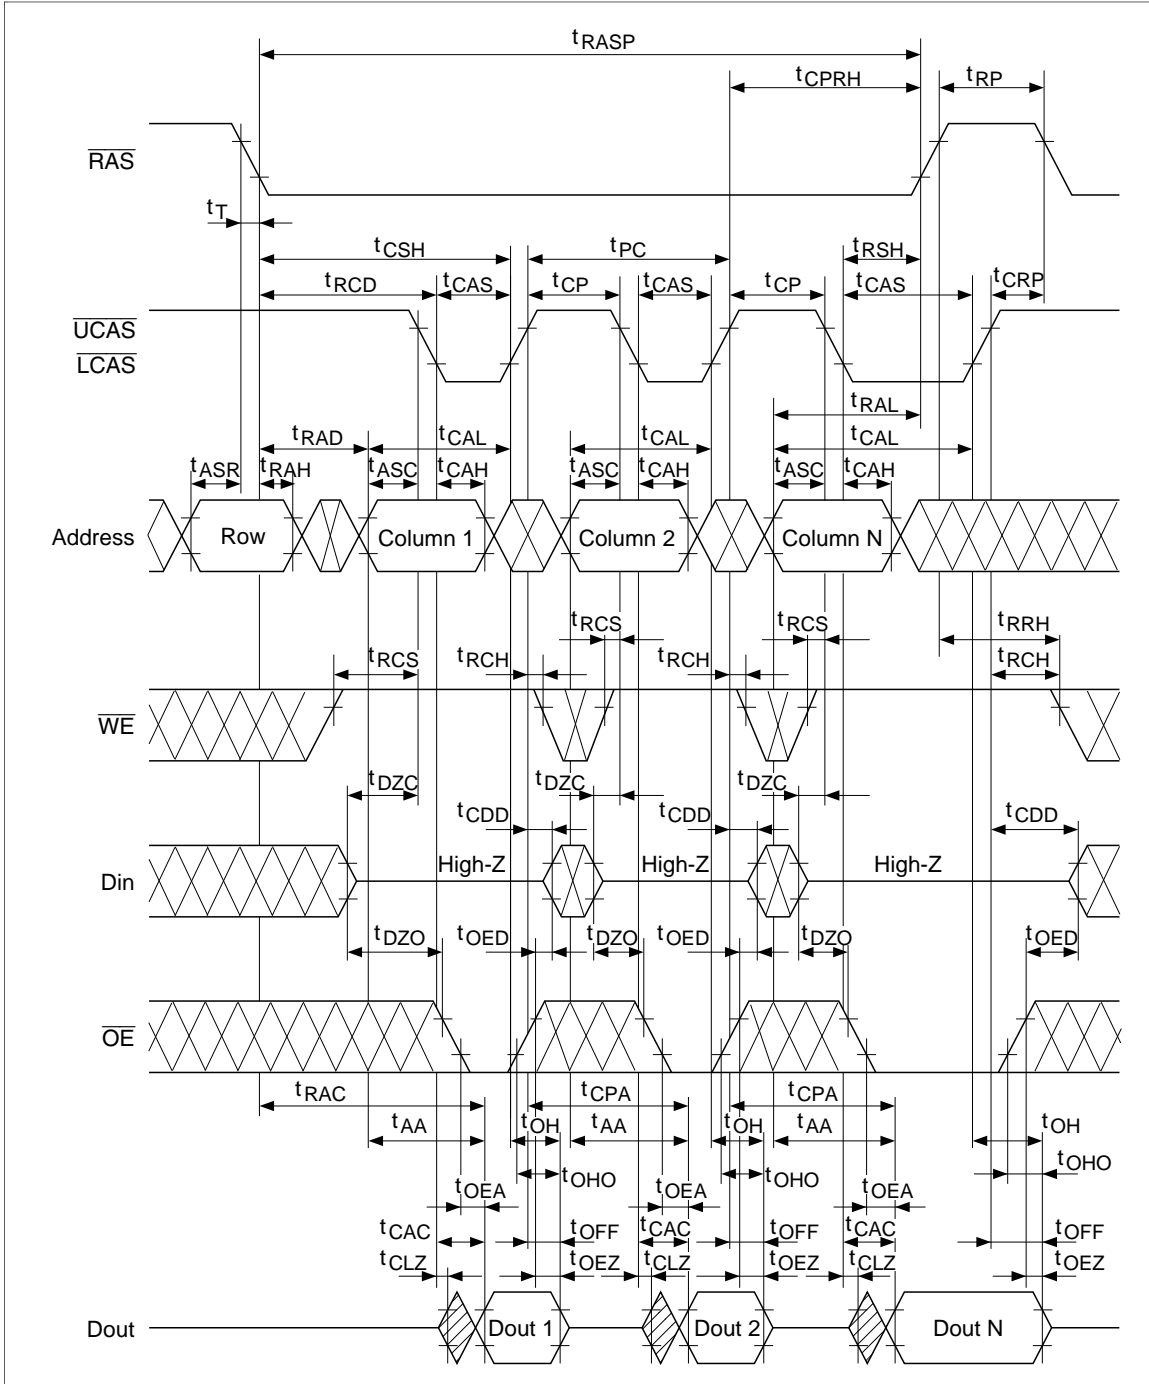 tRASP
tCPRH tRP
RAS
tT
tCSH tPC tRSH
tRCD tCAS tCP tCAS tCP tCAS tCRP
UCAS
LCAS
tRAL
tRAD tCAL tCAL tCAL
tASR tRAH tASC tCAH tASC tCAH tASC tCAH
Address Row Column 1 Column 2 Column N
tRCS tRCS tRRH
tRCS tRCH tRCH tRCH
WE
tDZC tDZC tDZC
tCDD tCDD tCDD
Din High-Z High-Z High-Z
tDZO tOED tDZO tOED tDZO tOED
OE
tRAC tCPA tCPA
tAA tOH tAA tOH tAA tOH
tOHO tOHO tOHO
tOEA tOEA tOEA
tCAC tOFF tCAC tOFF tCAC tOFF
tCLZ tOEZ tCLZ tOEZ tCLZ tOEZ
Dout Dout 1 Dout 2 Dout N